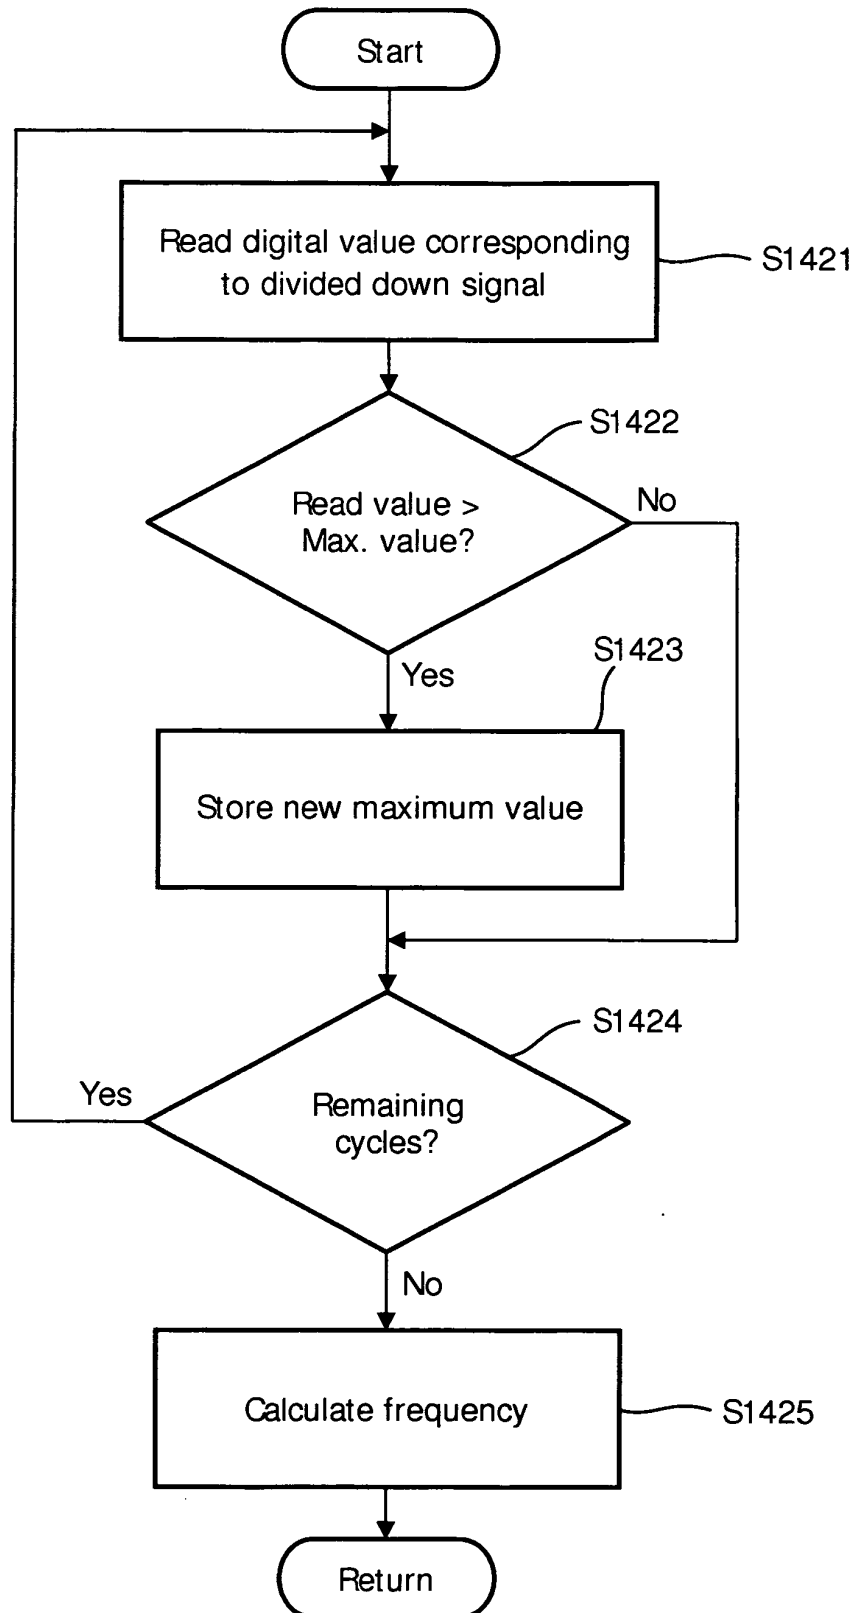 Start
Read digital value corresponding
to divided down signal
S1421
S1422
Read value >
Max. value?
No
Yes
S1423
Store new maximum value
S1424
Yes
Remaining
cycles?
No
Calculate frequency
S1425
Return